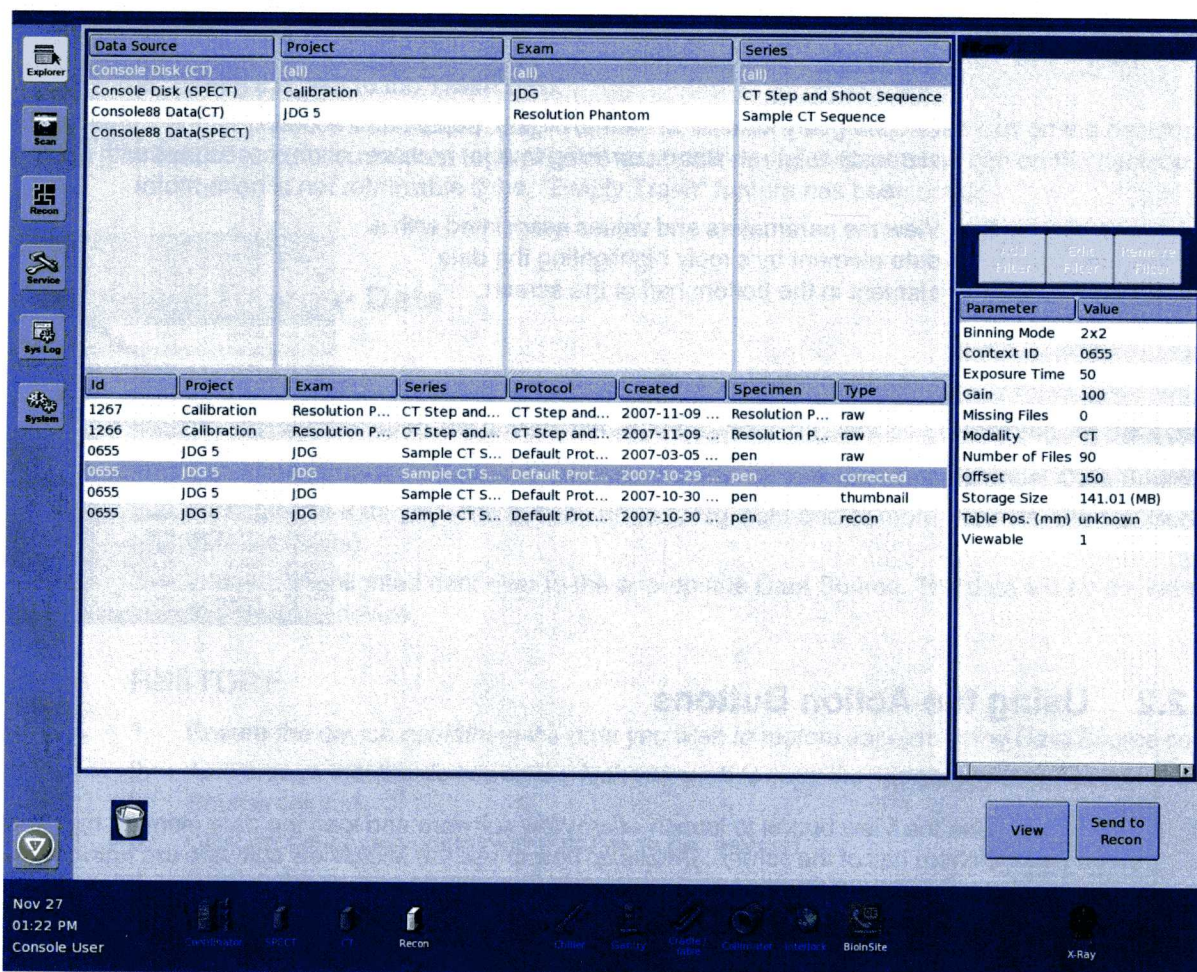 Explorer
Scan
Recon
Service
Sys Log
System
Data Source Project Exam Series
Console Disk (CT) (all) (all) (all)
Console Disk (SPECT) Calibration JDG CT Step and Shoot Sequence
Console88 Data(CT) JDG 5 Resolution Phantom Sample CT Sequence
Console88 Data(SPECT)
Add Filter Edit Filter Remove Filter
Id Project Exam Series Protocol Created Specimen Type
1267 Calibration Resolution P... CT Step and... CT Step and... 2007-11-09 ... Resolution P... raw
1266 Calibration Resolution P... CT Step and... CT Step and... 2007-11-09 ... Resolution P... raw
0655 JDG 5 JDG Sample CT S... Default Prot... 2007-03-05 ... pen raw
0655 JDG 5 JDG Sample CT S... Default Prot... 2007-10-29 ... pen corrected
0655 JDG 5 JDG Sample CT S... Default Prot... 2007-10-30 ... pen thumbnail
0655 JDG 5 JDG Sample CT S... Default Prot... 2007-10-30 ... pen recon
Parameter Value
Binning Mode 2x2
Context ID 0655
Exposure Time 50
Gain 100
Missing Files 0
Modality CT
Number of Files 90
Offset 150
Storage Size 141.01 (MB)
Table Pos. (mm) unknown
Viewable 1
View
Send to
Recon
Nov 27
01:22 PM
Console User
Coordinator SPECT CT Recon Chiller Gantry Cradle / Table Collimator Interlock BioInSite X-Ray